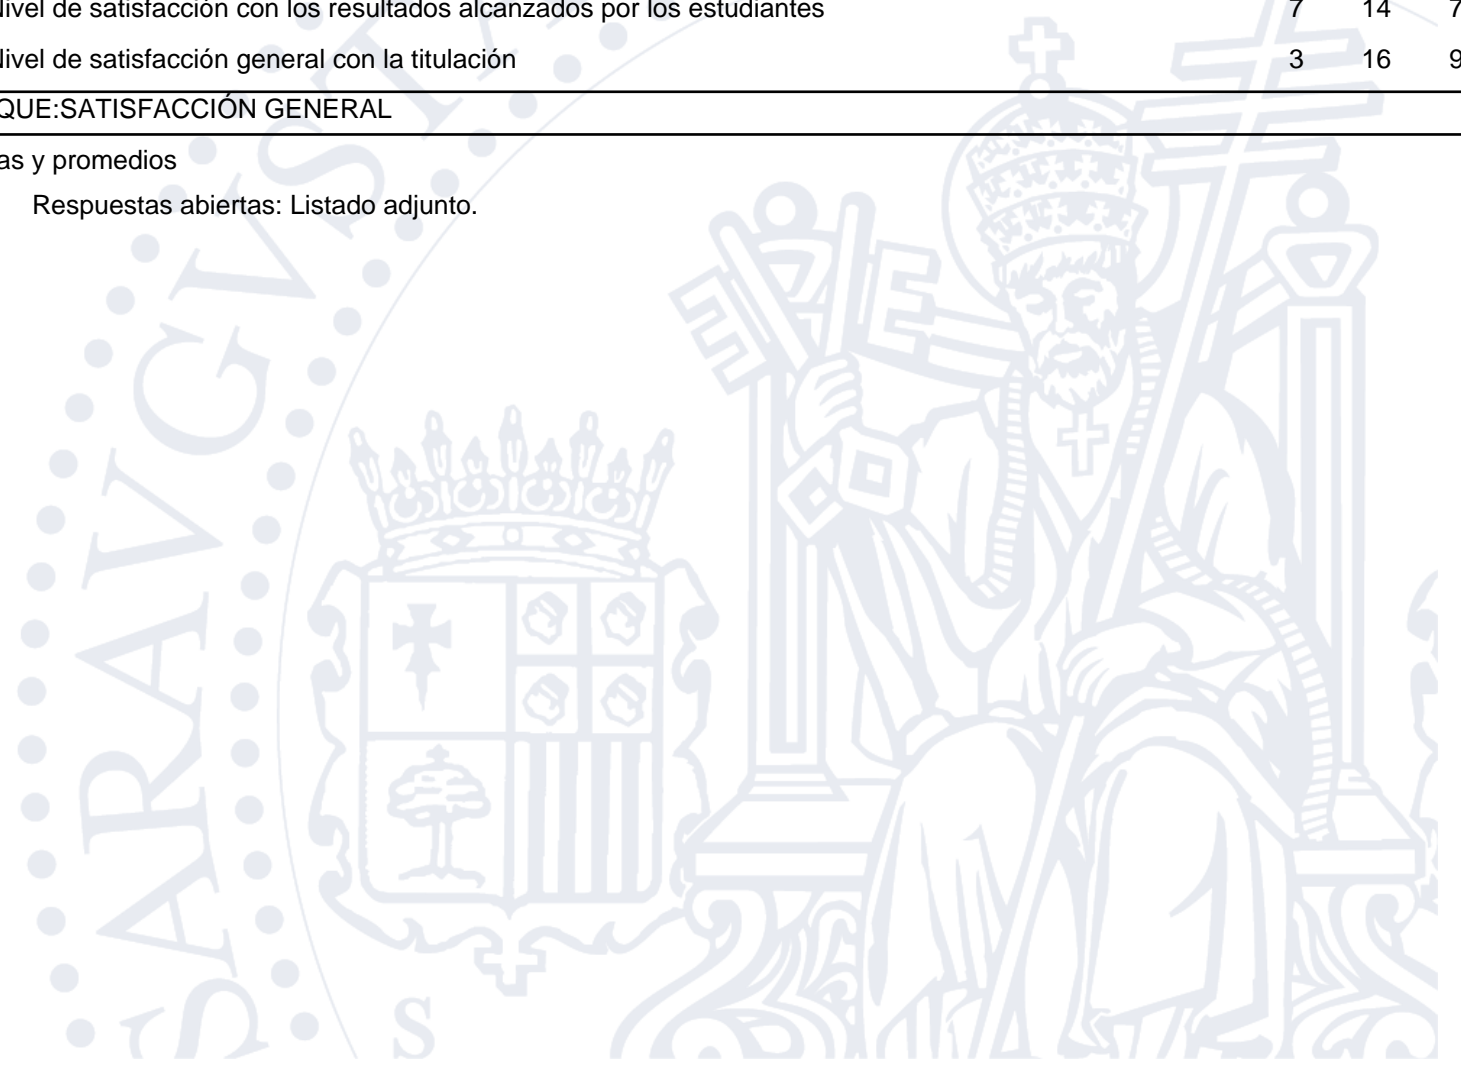 Nivel de satisfacción con los resultados alcanzados por los estudiantes 7 14 7
Nivel de satisfacción general con la titulación 3 16 9
QUE:SATISFACCIÓN GENERAL
as y promedios
Respuestas abiertas: Listado adjunto.
SARAVGVST
S